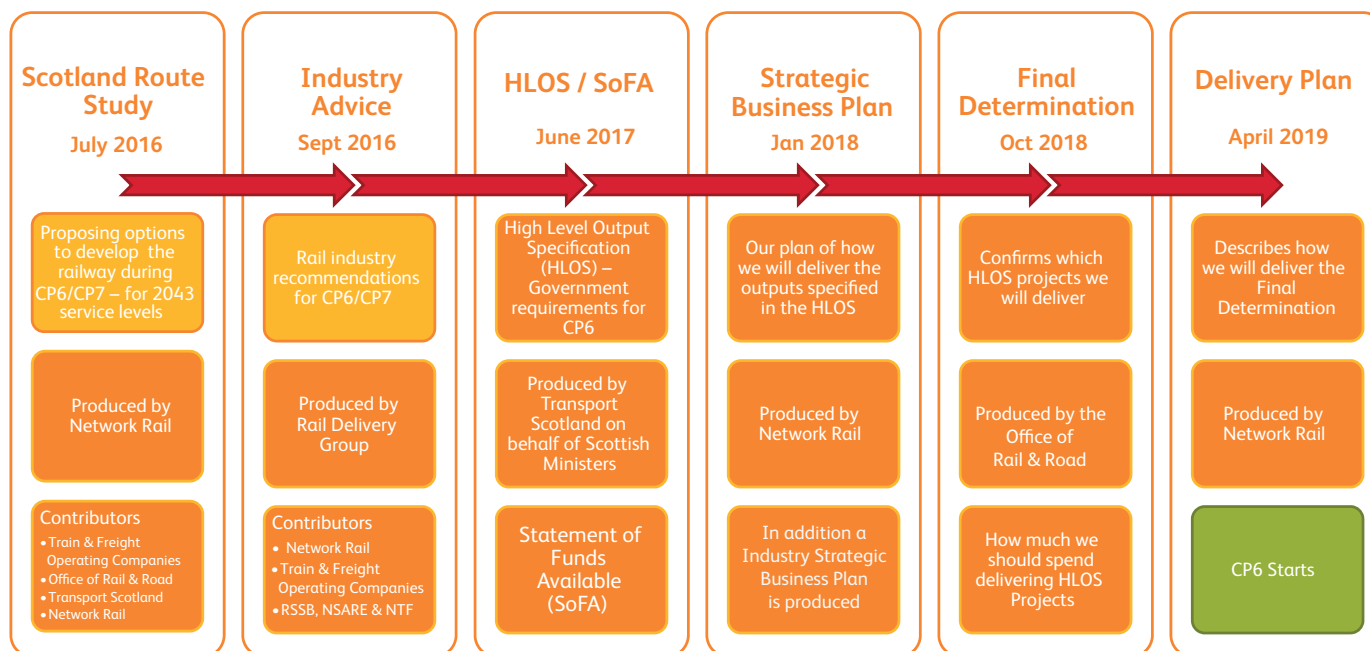 Scotland Route
Study
July 2016
Proposing options
to develop the
railway during
CP6/CP7 – for 2043
service levels
Produced by
Network Rail
Contributors
• Train & Freight
Operating Companies
• Office of Rail & Road
• Transport Scotland
• Network Rail
Industry
Advice
Sept 2016
Rail industry
recommendations
for CP6/CP7
Produced by
Rail Delivery
Group
Contributors
• Network Rail
• Train & Freight
Operating Companies
• RSSB, NSARE & NTF
HLOS / SoFA
June 2017
High Level Output
Specification
(HLOS) –
Government
requirements for
CP6
Produced by
Transport
Scotland on
behalf of Scottish
Ministers
Statement of
Funds
Available
(SoFA)
Strategic
Business Plan
Jan 2018
Our plan of how
we will deliver the
outputs specified
in the HLOS
Produced by
Network Rail
In addition a
Industry Strategic
Business Plan
is produced
Final
Determination
Oct 2018
Confirms which
HLOS projects we
will deliver
Produced by the
Office of
Rail & Road
How much we
should spend
delivering HLOS
Projects
Delivery Plan
April 2019
Describes how
we will deliver the
Final
Determination
Produced by
Network Rail
CP6 Starts